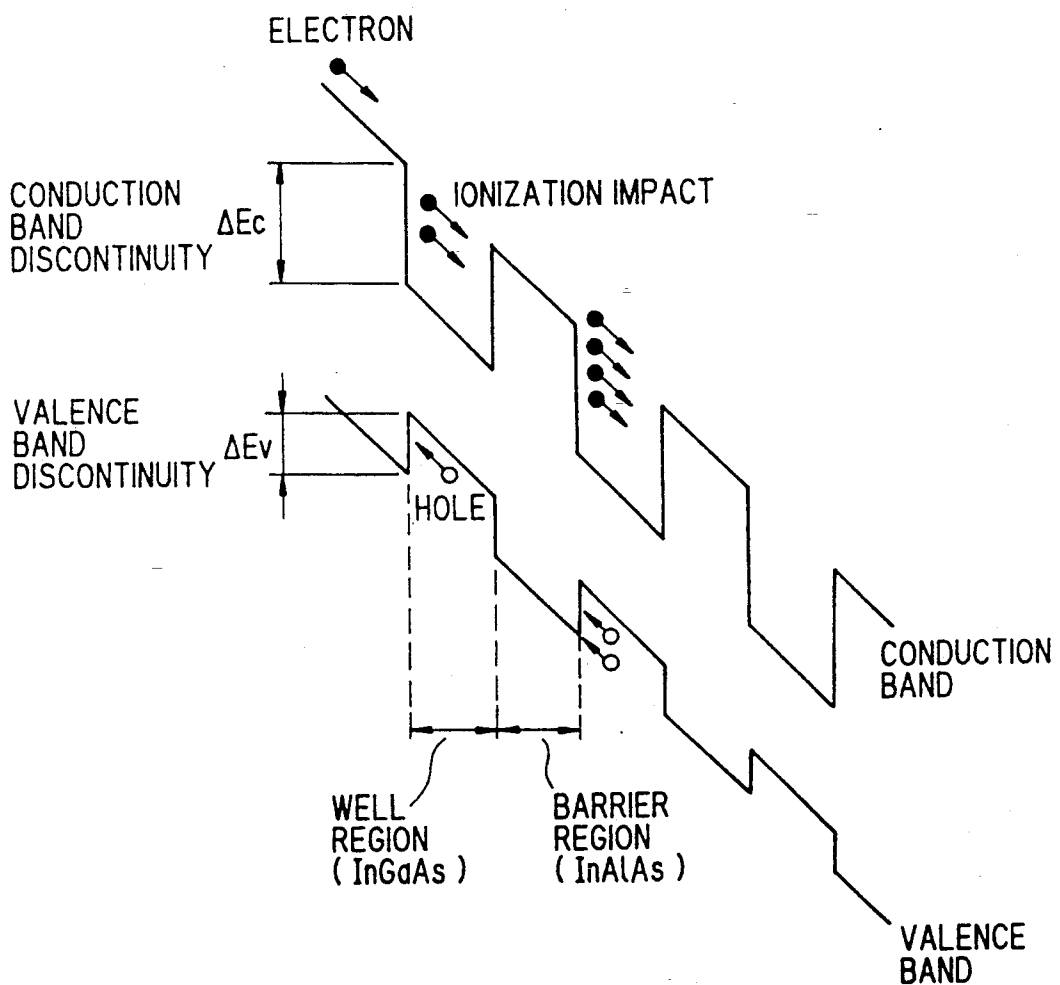 ELECTRON
CONDUCTION
BAND
DISCONTINUITY
ΔEc
IONIZATION IMPACT
VALENCE
BAND
DISCONTINUITY
ΔEv
HOLE
CONDUCTION
BAND
WELL
REGION
(InGaAs)
BARRIER
REGION
(InAlAs)
VALENCE
BAND